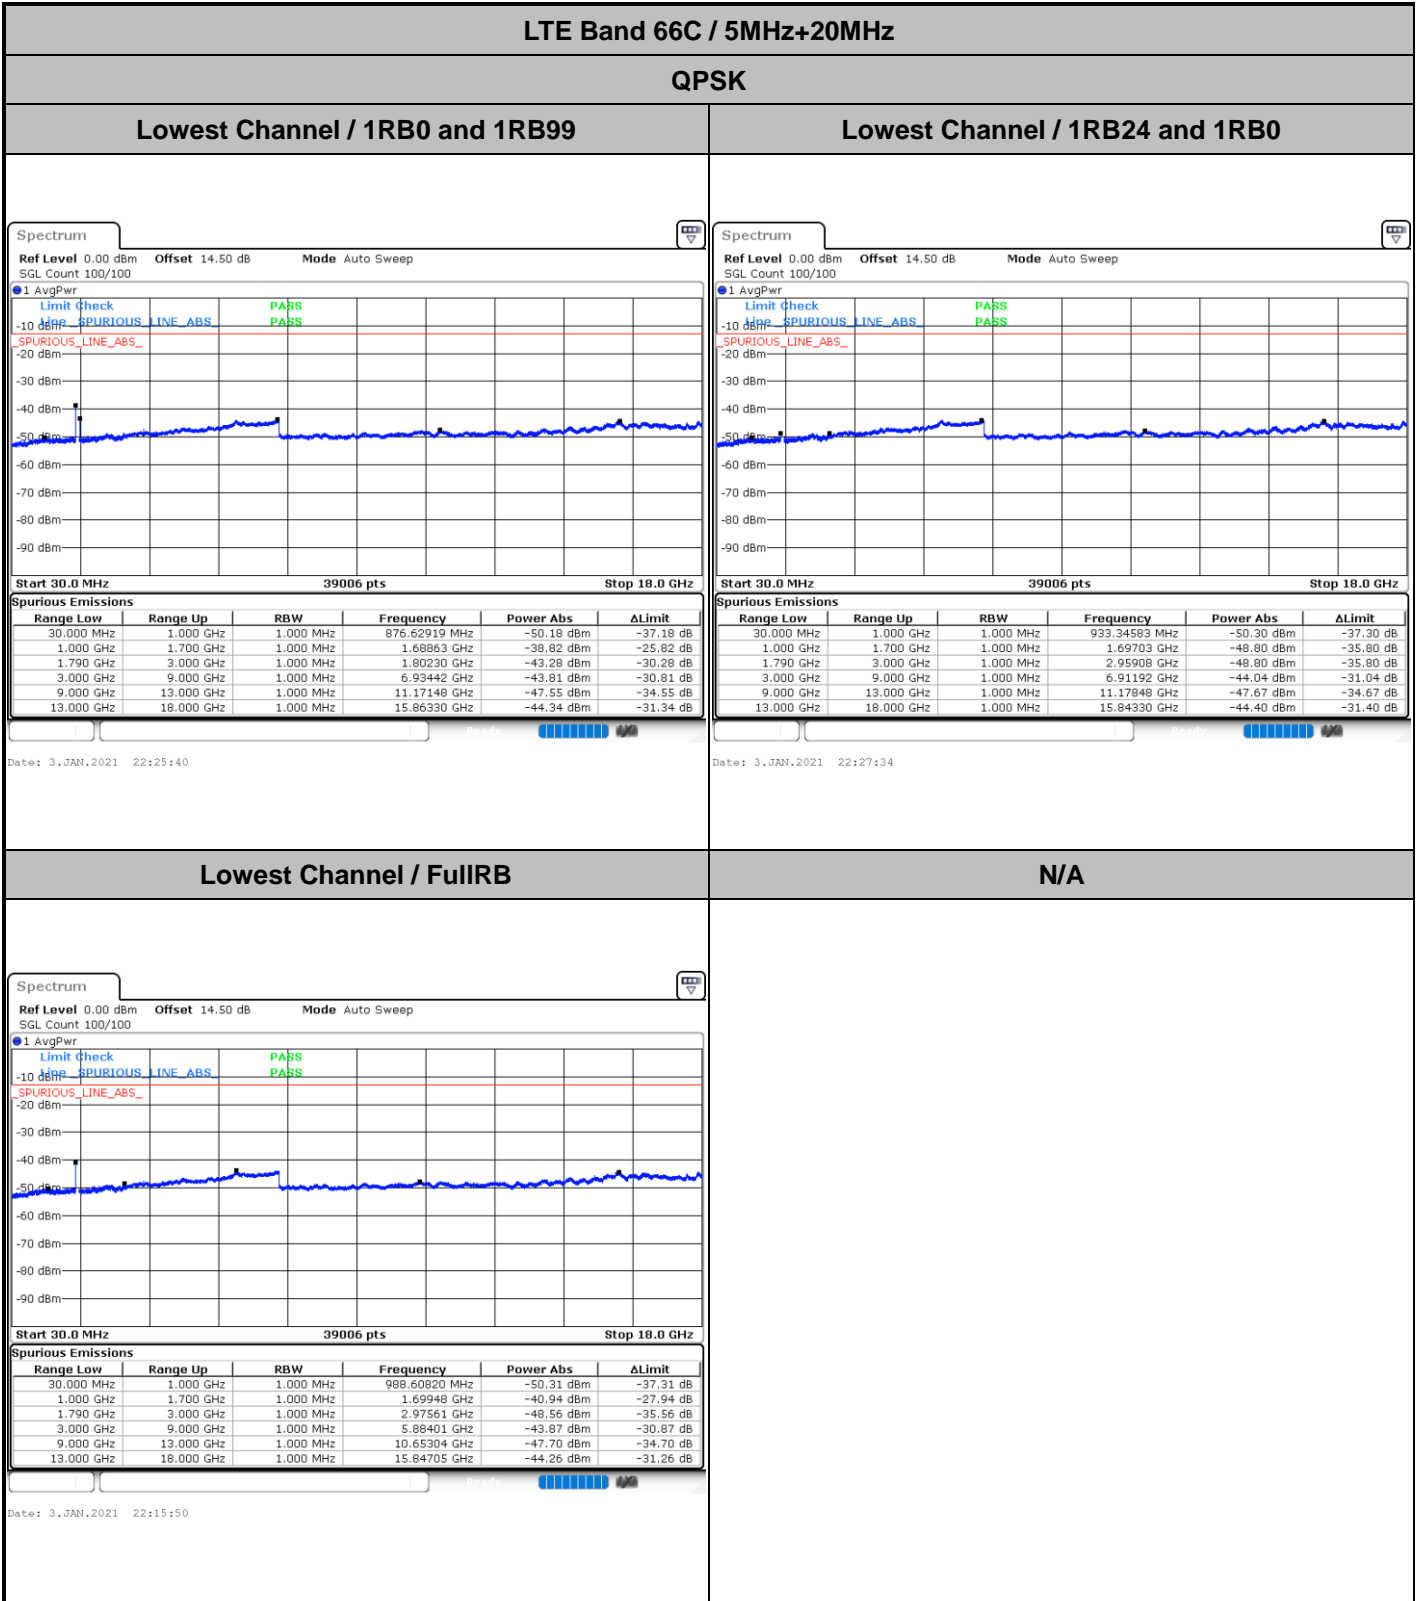 LTE Band 66C / 5MHz+20MHz
QPSK
Lowest Channel / 1RB0 and 1RB99
Lowest Channel / 1RB24 and 1RB0
Spectrum
Ref Level 0.00 dBm Offset 14.50 dB Mode Auto Sweep
SGL Count 100/100
1 AvgPwr
Limit Check PASS
Line _SPURIOUS_LINE_ABS_ PASS
-10 dBm
_SPURIOUS_LINE_ABS_
-20 dBm
-30 dBm
-40 dBm
-50 dBm
-60 dBm
-70 dBm
-80 dBm
-90 dBm
Start 30.0 MHz 39006 pts Stop 18.0 GHz
Spurious Emissions
Range Low Range Up RBW Frequency Power Abs ΔLimit
30.000 MHz 1.000 GHz 1.000 MHz 876.62919 MHz -50.18 dBm -37.18 dB
1.000 GHz 1.700 GHz 1.000 MHz 1.68863 GHz -38.82 dBm -25.82 dB
1.790 GHz 3.000 GHz 1.000 MHz 1.80230 GHz -43.28 dBm -30.28 dB
3.000 GHz 9.000 GHz 1.000 MHz 6.93442 GHz -43.81 dBm -30.81 dB
9.000 GHz 13.000 GHz 1.000 MHz 11.17148 GHz -47.55 dBm -34.55 dB
13.000 GHz 18.000 GHz 1.000 MHz 15.86330 GHz -44.34 dBm -31.34 dB
Ready
Date: 3.JAN.2021 22:25:40
Spectrum
Ref Level 0.00 dBm Offset 14.50 dB Mode Auto Sweep
SGL Count 100/100
1 AvgPwr
Limit Check PASS
Line _SPURIOUS_LINE_ABS_ PASS
-10 dBm
_SPURIOUS_LINE_ABS_
-20 dBm
-30 dBm
-40 dBm
-50 dBm
-60 dBm
-70 dBm
-80 dBm
-90 dBm
Start 30.0 MHz 39006 pts Stop 18.0 GHz
Spurious Emissions
Range Low Range Up RBW Frequency Power Abs ΔLimit
30.000 MHz 1.000 GHz 1.000 MHz 933.34583 MHz -50.30 dBm -37.30 dB
1.000 GHz 1.700 GHz 1.000 MHz 1.69703 GHz -48.80 dBm -35.80 dB
1.790 GHz 3.000 GHz 1.000 MHz 2.95908 GHz -48.80 dBm -35.80 dB
3.000 GHz 9.000 GHz 1.000 MHz 6.91192 GHz -44.04 dBm -31.04 dB
9.000 GHz 13.000 GHz 1.000 MHz 11.17848 GHz -47.67 dBm -34.67 dB
13.000 GHz 18.000 GHz 1.000 MHz 15.84330 GHz -44.40 dBm -31.40 dB
Ready
Date: 3.JAN.2021 22:27:34
Lowest Channel / FullRB
N/A
Spectrum
Ref Level 0.00 dBm Offset 14.50 dB Mode Auto Sweep
SGL Count 100/100
1 AvgPwr
Limit Check PASS
Line _SPURIOUS_LINE_ABS_ PASS
-10 dBm
_SPURIOUS_LINE_ABS_
-20 dBm
-30 dBm
-40 dBm
-50 dBm
-60 dBm
-70 dBm
-80 dBm
-90 dBm
Start 30.0 MHz 39006 pts Stop 18.0 GHz
Spurious Emissions
Range Low Range Up RBW Frequency Power Abs ΔLimit
30.000 MHz 1.000 GHz 1.000 MHz 988.60820 MHz -50.31 dBm -37.31 dB
1.000 GHz 1.700 GHz 1.000 MHz 1.69948 GHz -40.94 dBm -27.94 dB
1.790 GHz 3.000 GHz 1.000 MHz 2.97561 GHz -48.56 dBm -35.56 dB
3.000 GHz 9.000 GHz 1.000 MHz 5.88401 GHz -43.87 dBm -30.87 dB
9.000 GHz 13.000 GHz 1.000 MHz 10.65304 GHz -47.70 dBm -34.70 dB
13.000 GHz 18.000 GHz 1.000 MHz 15.84705 GHz -44.26 dBm -31.26 dB
Ready
Date: 3.JAN.2021 22:15:50